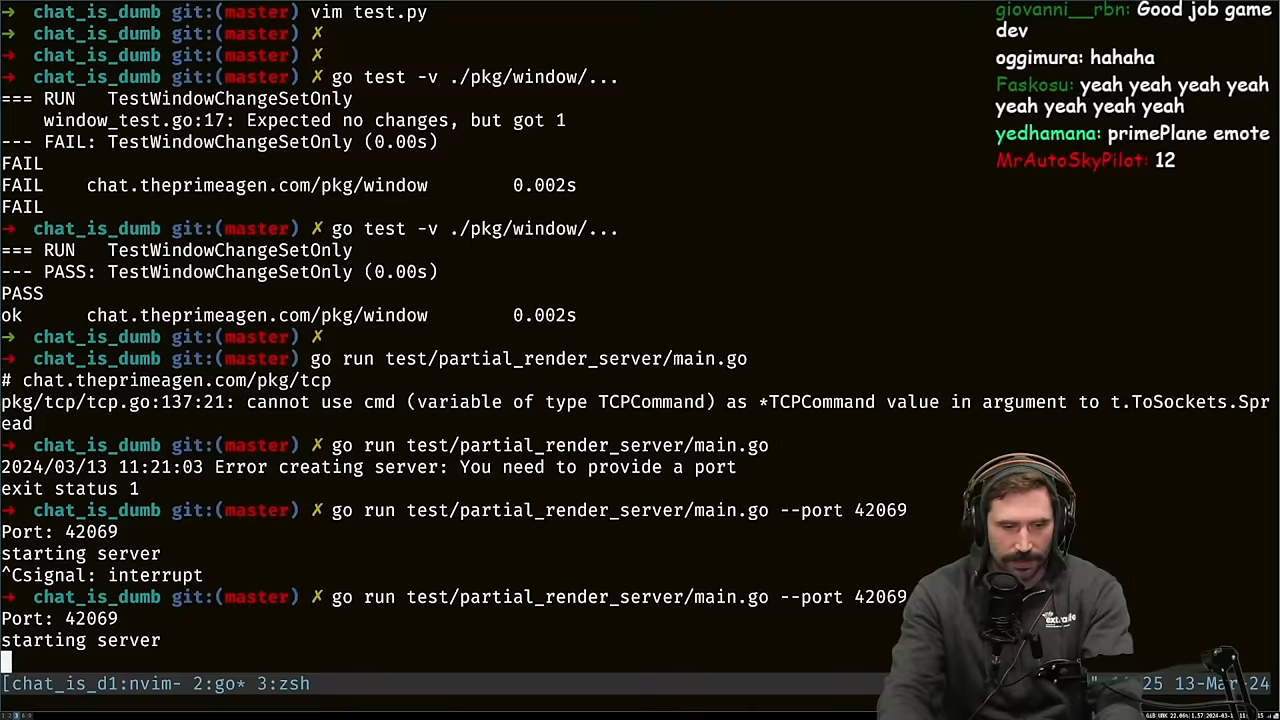 → chat_is_dumb git:(master) vim test.py
→ chat_is_dumb git:(master) ✗
→ chat_is_dumb git:(master) ✗
→ chat_is_dumb git:(master) ✗ go test -v ./pkg/window/...
=== RUN   TestWindowChangeSetOnly
    window_test.go:17: Expected no changes, but got 1
--- FAIL: TestWindowChangeSetOnly (0.00s)
FAIL
FAIL    chat.theprimeagen.com/pkg/window        0.002s
FAIL
→ chat_is_dumb git:(master) ✗ go test -v ./pkg/window/...
=== RUN   TestWindowChangeSetOnly
--- PASS: TestWindowChangeSetOnly (0.00s)
PASS
ok      chat.theprimeagen.com/pkg/window        0.002s
→ chat_is_dumb git:(master) ✗
→ chat_is_dumb git:(master) go run test/partial_render_server/main.go
# chat.theprimeagen.com/pkg/tcp
pkg/tcp/tcp.go:137:21: cannot use cmd (variable of type TCPCommand) as *TCPCommand value in argument to t.ToSockets.Spr
ead
→ chat_is_dumb git:(master) ✗ go run test/partial_render_server/main.go
2024/03/13 11:21:03 Error creating server: You need to provide a port
exit status 1
→ chat_is_dumb git:(master) ✗ go run test/partial_render_server/main.go --port 42069
Port: 42069
starting server
^Csignal: interrupt
→ chat_is_dumb git:(master) ✗ go run test/partial_render_server/main.go --port 42069
Port: 42069
starting server
[chat_is_d1:nvim- 2:go* 3:zsh
25 13-Mar-24
giovanni__rbn: Good job game
dev
oggimura: hahaha
Faskosu: yeah yeah yeah yeah
yeah yeah yeah yeah
yedhamana: primePlane emote
MrAutoSkyPilot: 12